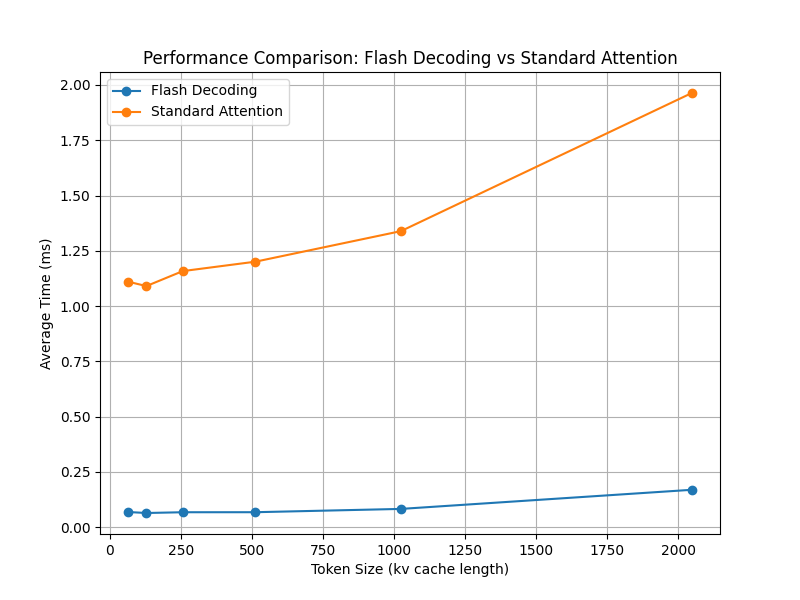 Performance Comparison: Flash Decoding vs Standard Attention
Flash Decoding
Standard Attention
2.00
1.75
1.50
1.25
1.00
0.75
0.50
0.25
0.00
Average Time (ms)
0 250 500 750 1000 1250 1500 1750 2000
Token Size (kv cache length)